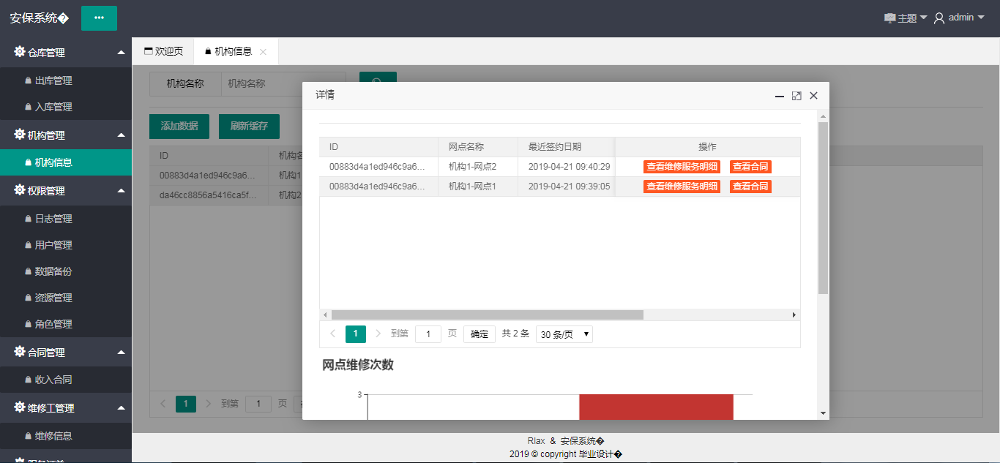 安保系统�
主题
admin
仓库管理
出库管理
入库管理
机构管理
机构信息
权限管理
日志管理
用户管理
数据备份
资源管理
角色管理
合同管理
收入合同
维修工管理
维修信息
欢迎页
机构信息
机构名称
机构名称
添加数据 刷新缓存
ID
00883d4a1ed946c9a6... 机构1
da46cc8856a5416ca5f... 机构2
1 到第 1 页
详情
ID 网点名称 最近签约日期 操作
00883d4a1ed946c9a6... 机构1-网点2 2019-04-21 09:40:29 查看维修服务明细 查看合同
00883d4a1ed946c9a6... 机构1-网点1 2019-04-21 09:39:05 查看维修服务明细 查看合同
1 到第 1 页 确定 共 2 条 30 条/页
网点维修次数
3
Rlax & 安保系统�
2019 © copyright 毕业设计�